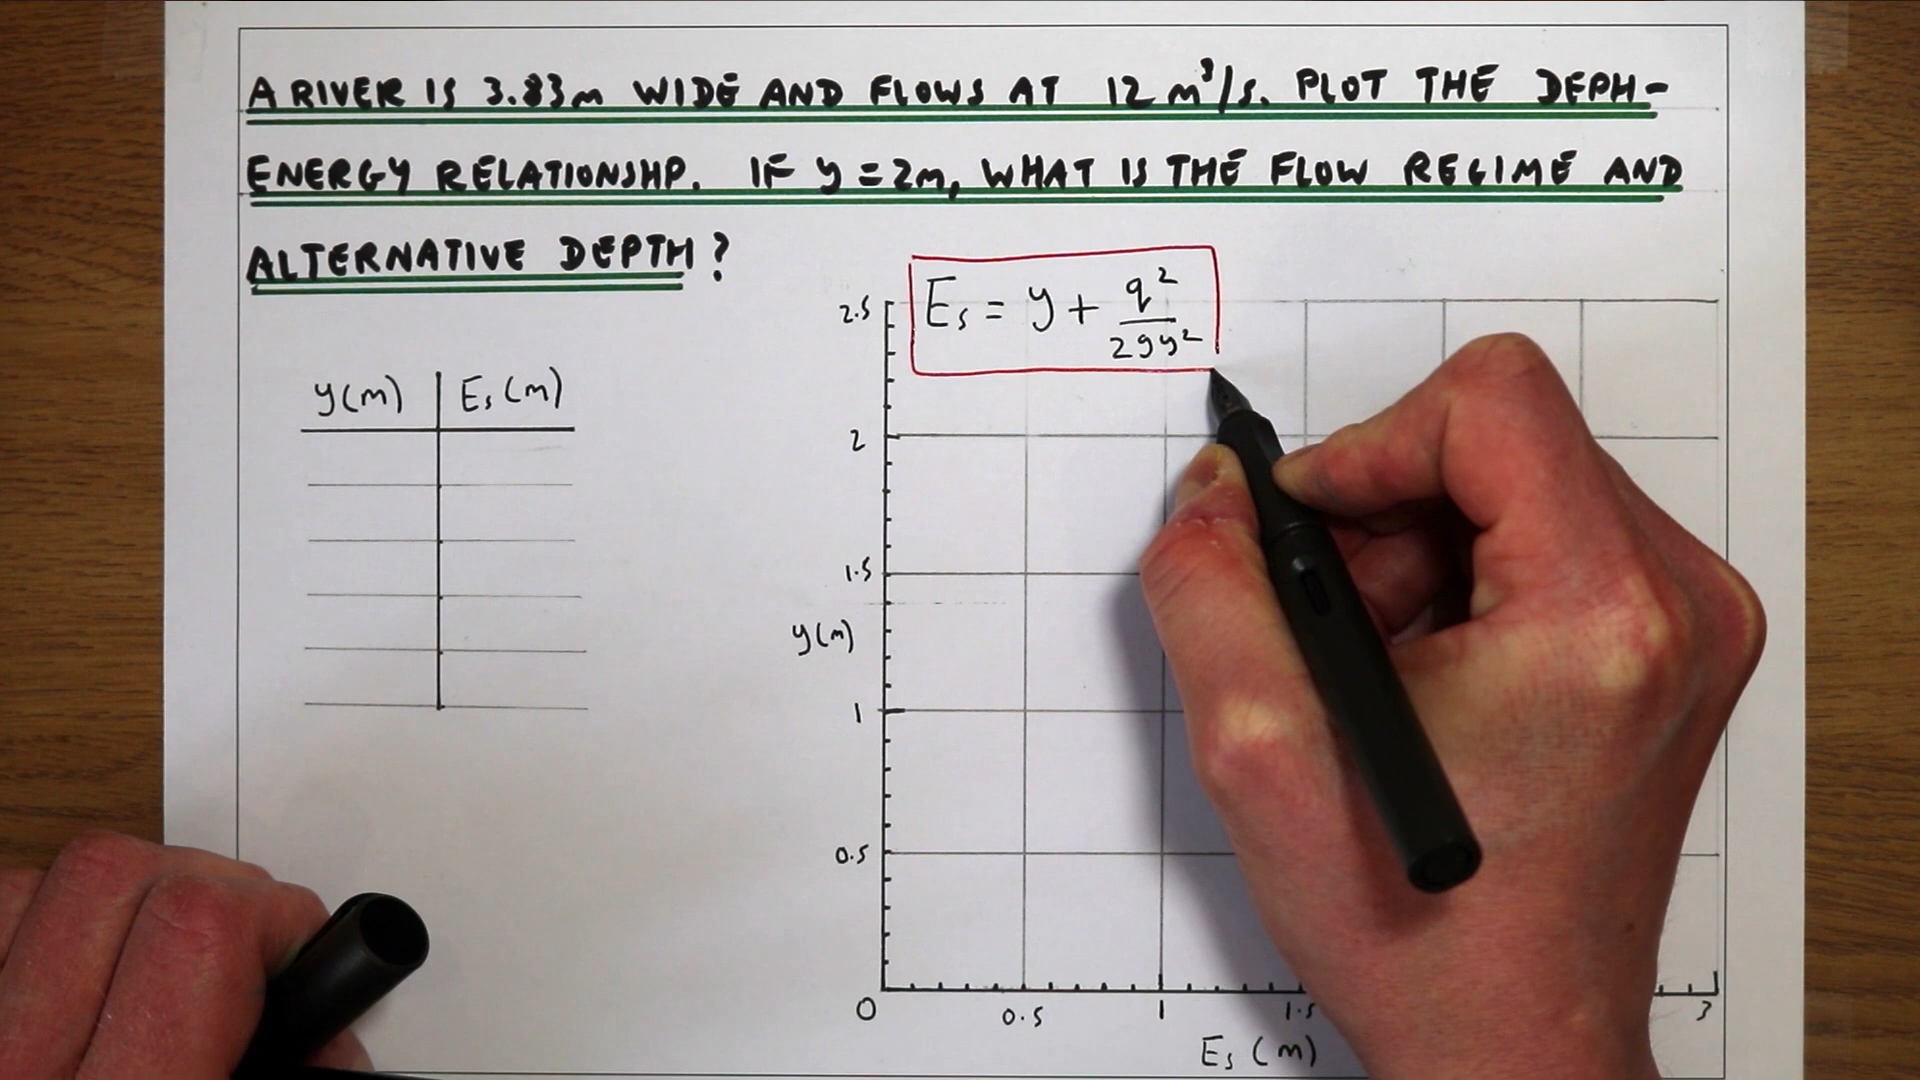 A RIVER IS 3.83m WIDE AND FLOWS AT 12 m³/s. PLOT THE DEPH-
ENERGY RELATIONSHP. IF y = 2m, WHAT IS THE FLOW REGIME AND
ALTERNATIVE DEPTH?
Es = y + q²/2gy²
y(m) Es(m)
2.5
2
1.5
y(m)
1
0.5
0 0.5 1 1.5 3
Es (m)